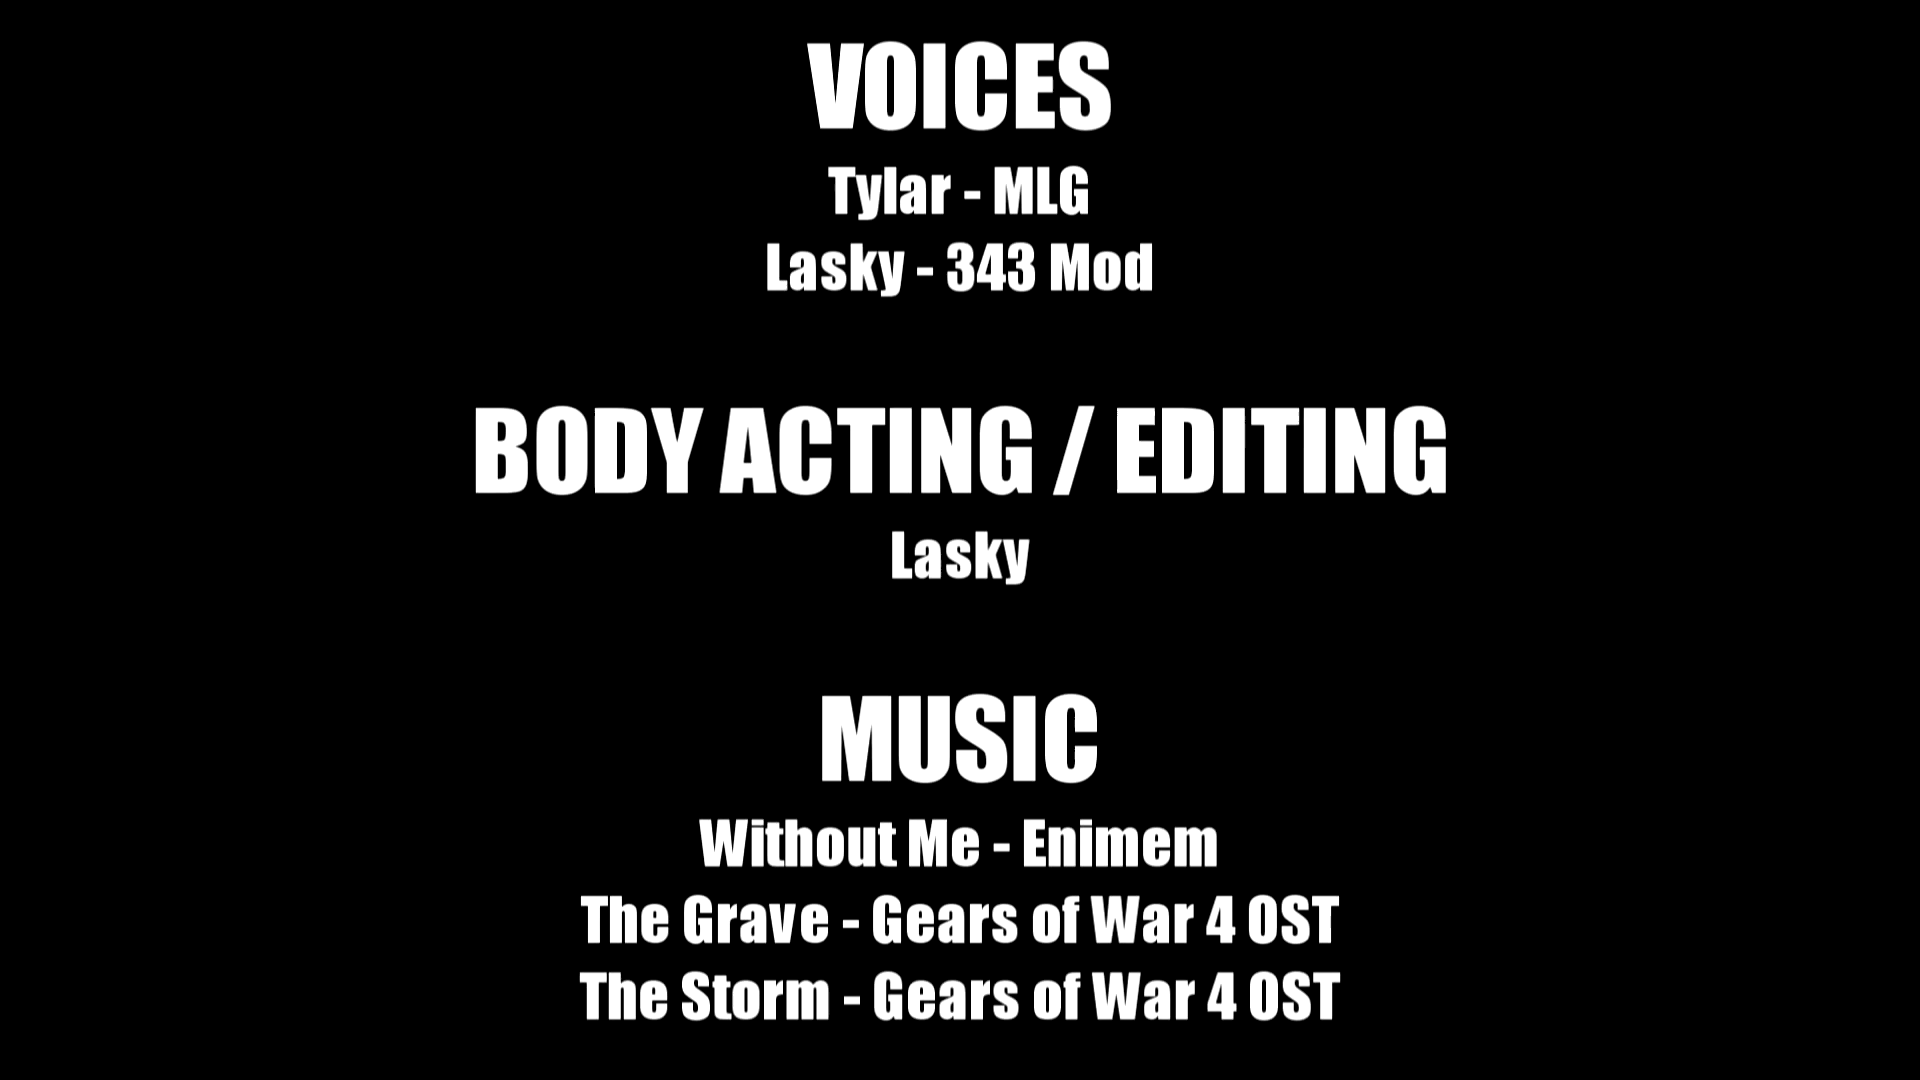 VOICES
Tylar - MLG
Lasky - 343 Mod
BODY ACTING / EDITING
Lasky
MUSIC
Without Me - Enimem
The Grave - Gears of War 4 OST
The Storm - Gears of War 4 OST